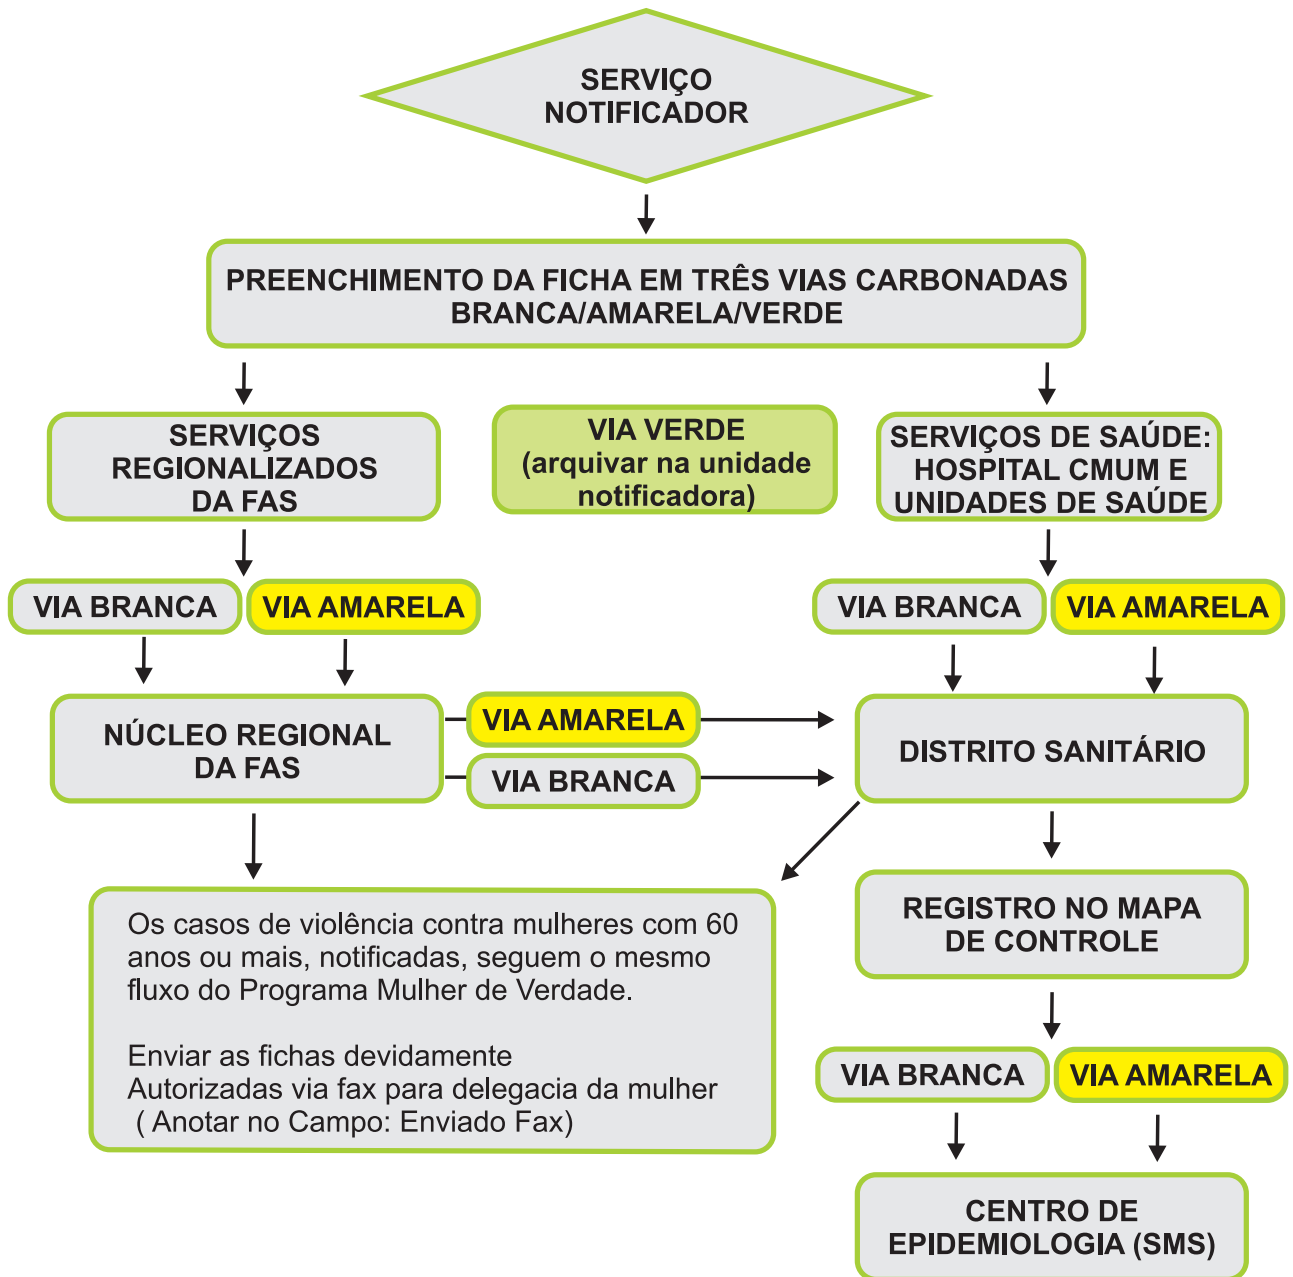 SERVIÇO
NOTIFICADOR
PREENCHIMENTO DA FICHA EM TRÊS VIAS CARBONADAS
BRANCA/AMARELA/VERDE
SERVIÇOS
REGIONALIZADOS
DA FAS
VIA VERDE
(arquivar na unidade
notificadora)
SERVIÇOS DE SAÚDE:
HOSPITAL CMUM E
UNIDADES DE SAÚDE
VIA BRANCA
VIA AMARELA
VIA BRANCA
VIA AMARELA
NÚCLEO REGIONAL
DA FAS
VIA AMARELA
VIA BRANCA
DISTRITO SANITÁRIO
Os casos de violência contra mulheres com 60
anos ou mais, notificadas, seguem o mesmo
fluxo do Programa Mulher de Verdade.
Enviar as fichas devidamente
Autorizadas via fax para delegacia da mulher
( Anotar no Campo: Enviado Fax)
REGISTRO NO MAPA
DE CONTROLE
VIA BRANCA
VIA AMARELA
CENTRO DE
EPIDEMIOLOGIA (SMS)